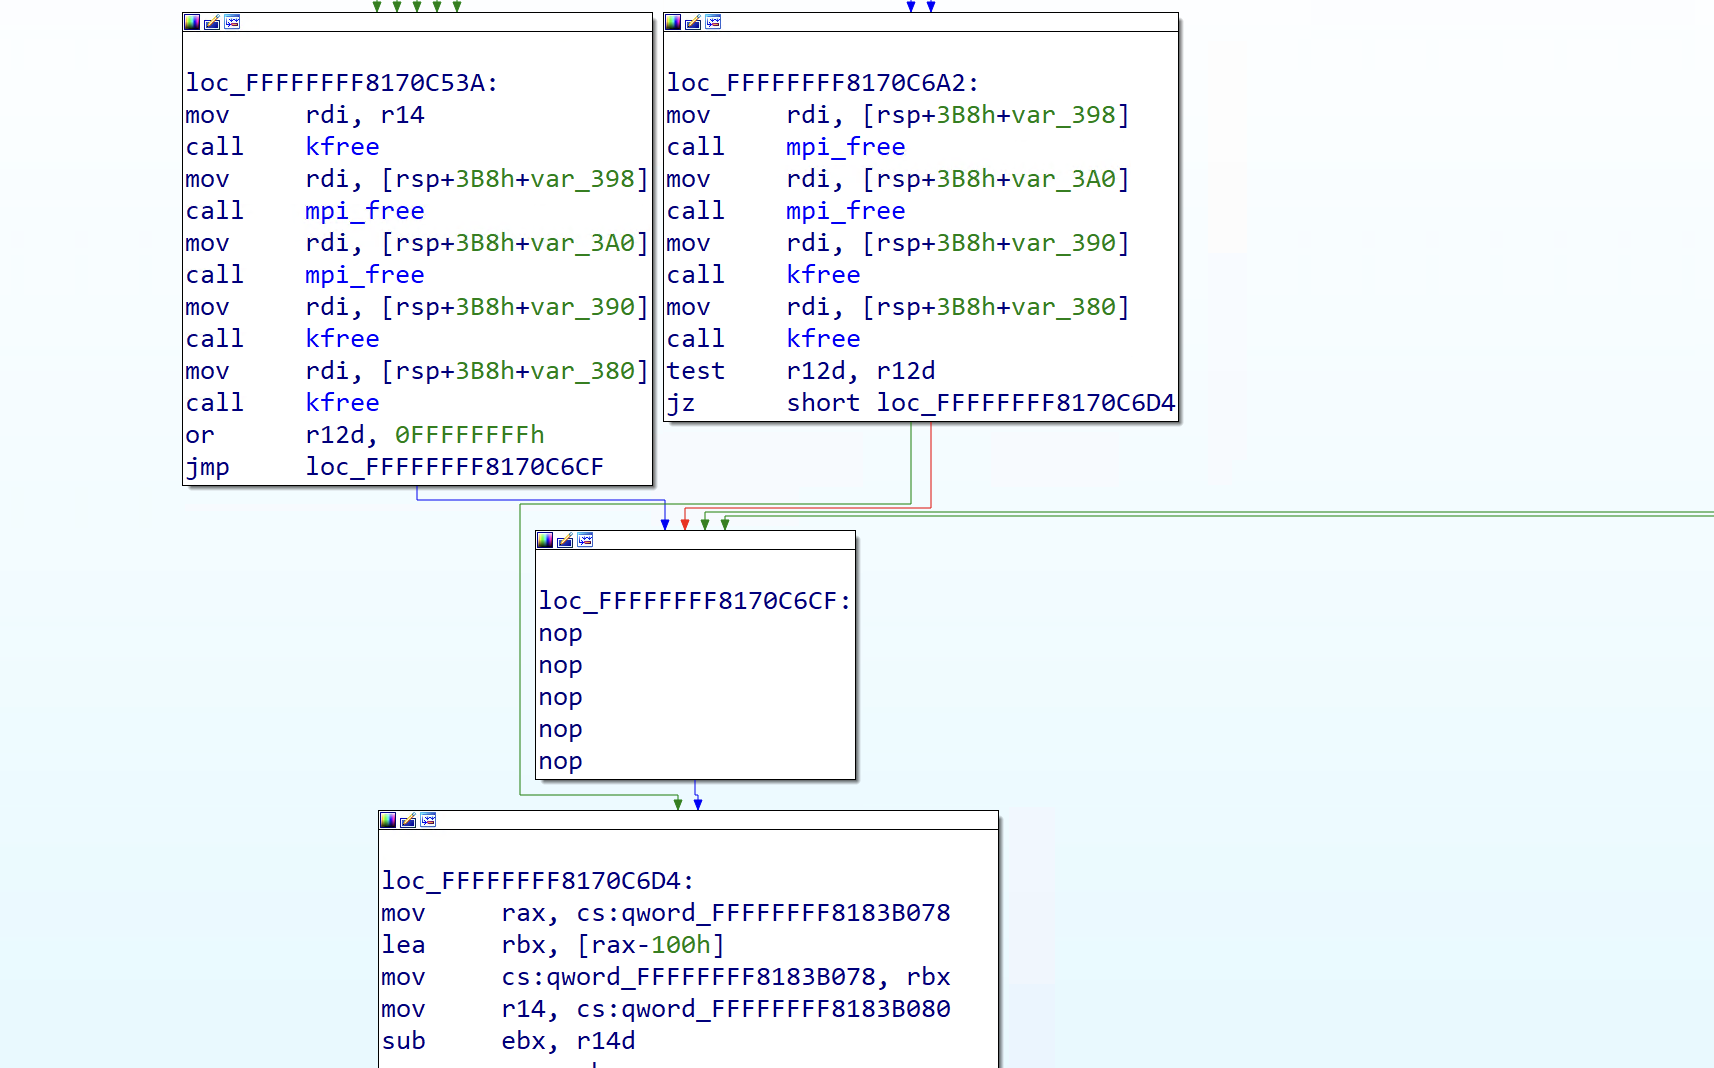 loc_FFFFFFFF8170C53A:
mov rdi, r14
call kfree
mov rdi, [rsp+3B8h+var_398]
call mpi_free
mov rdi, [rsp+3B8h+var_3A0]
call mpi_free
mov rdi, [rsp+3B8h+var_390]
call kfree
mov rdi, [rsp+3B8h+var_380]
call kfree
or r12d, 0FFFFFFFFh
jmp loc_FFFFFFFF8170C6CF
loc_FFFFFFFF8170C6A2:
mov rdi, [rsp+3B8h+var_398]
call mpi_free
mov rdi, [rsp+3B8h+var_3A0]
call mpi_free
mov rdi, [rsp+3B8h+var_390]
call kfree
mov rdi, [rsp+3B8h+var_380]
call kfree
test r12d, r12d
jz short loc_FFFFFFFF8170C6D4
loc_FFFFFFFF8170C6CF:
nop
nop
nop
nop
nop
loc_FFFFFFFF8170C6D4:
mov rax, cs:qword_FFFFFFFF8183B078
lea rbx, [rax-100h]
mov cs:qword_FFFFFFFF8183B078, rbx
mov r14, cs:qword_FFFFFFFF8183B080
sub ebx, r14d